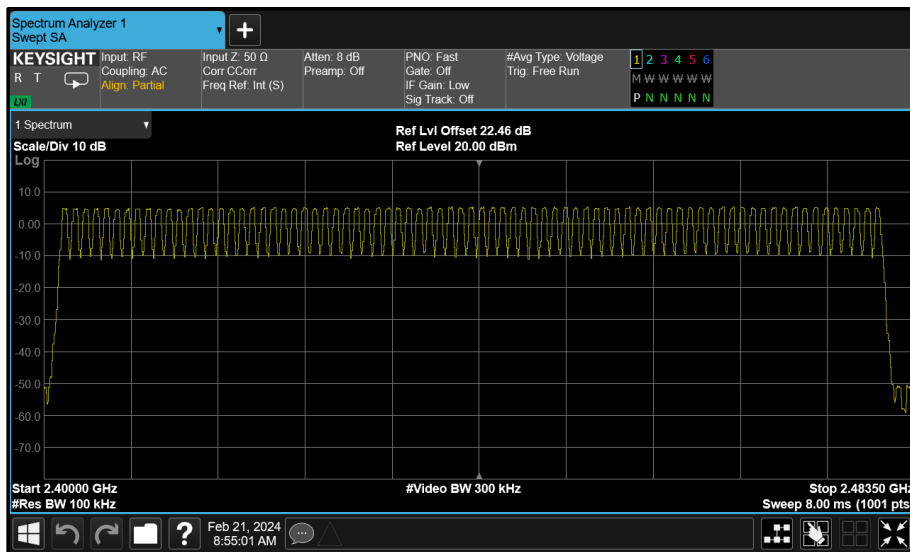 Spectrum Analyzer 1
Swept SA
+
KEYSIGHT
R T
LXI
Input: RF
Coupling: AC
Align: Partial
Input Z: 50 Ω
Corr CCorr
Freq Ref: Int (S)
Atten: 8 dB
Preamp: Off
PNO: Fast
Gate: Off
IF Gain: Low
Sig Track: Off
#Avg Type: Voltage
Trig: Free Run
1 2 3 4 5 6
M W W W W W
P N N N N N
1 Spectrum
Scale/Div 10 dB
Ref Lvl Offset 22.46 dB
Ref Level 20.00 dBm
Log
10.0
0.00
-10.0
-20.0
-30.0
-40.0
-50.0
-60.0
-70.0
Start 2.40000 GHz
#Res BW 100 kHz
#Video BW 300 kHz
Stop 2.48350 GHz
Sweep 8.00 ms (1001 pts
?
Feb 21, 2024
8:55:01 AM